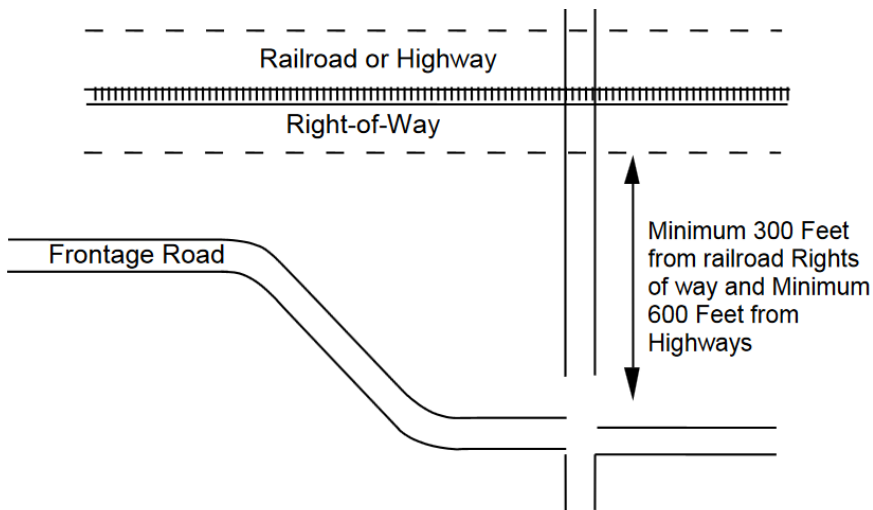 Railroad or Highway
Right-of-Way
Frontage Road
Minimum 300 Feet
from railroad Rights
of way and Minimum
600 Feet from
Highways